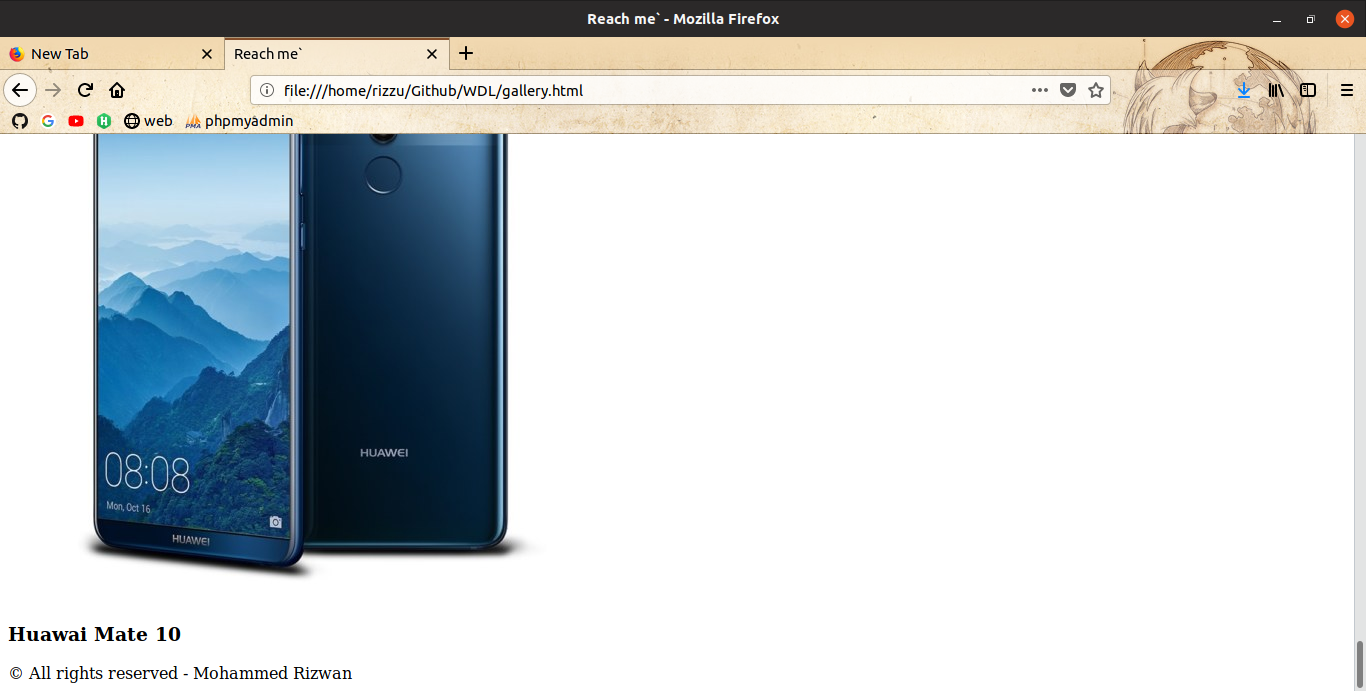 Reach me` - Mozilla Firefox
New Tab
Reach me`
file:///home/rizzu/Github/WDL/gallery.html
web
PMA phpmyadmin
HUAWEI
08:08
Mon, Oct 16
HUAWEI
Huawai Mate 10
© All rights reserved - Mohammed Rizwan